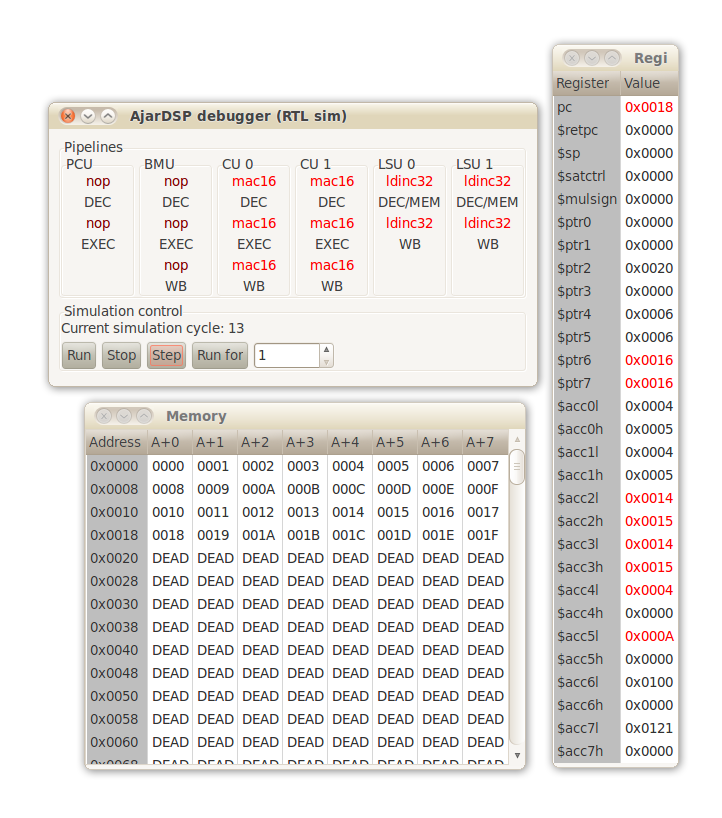 AjarDSP debugger (RTL sim)
Pipelines
PCU BMU CU 0 CU 1 LSU 0 LSU 1
nop nop mac16 mac16 ldinc32 ldinc32
DEC DEC DEC DEC DEC/MEM DEC/MEM
nop nop mac16 mac16 ldinc32 ldinc32
EXEC EXEC EXEC EXEC WB WB
nop mac16 mac16
WB WB WB
Simulation control
Current simulation cycle: 13
Run Stop Step Run for 1
Memory
Address A+0 A+1 A+2 A+3 A+4 A+5 A+6 A+7
0x0000 0000 0001 0002 0003 0004 0005 0006 0007
0x0008 0008 0009 000A 000B 000C 000D 000E 000F
0x0010 0010 0011 0012 0013 0014 0015 0016 0017
0x0018 0018 0019 001A 001B 001C 001D 001E 001F
0x0020 DEAD DEAD DEAD DEAD DEAD DEAD DEAD DEAD
0x0028 DEAD DEAD DEAD DEAD DEAD DEAD DEAD DEAD
0x0030 DEAD DEAD DEAD DEAD DEAD DEAD DEAD DEAD
0x0038 DEAD DEAD DEAD DEAD DEAD DEAD DEAD DEAD
0x0040 DEAD DEAD DEAD DEAD DEAD DEAD DEAD DEAD
0x0048 DEAD DEAD DEAD DEAD DEAD DEAD DEAD DEAD
0x0050 DEAD DEAD DEAD DEAD DEAD DEAD DEAD DEAD
0x0058 DEAD DEAD DEAD DEAD DEAD DEAD DEAD DEAD
0x0060 DEAD DEAD DEAD DEAD DEAD DEAD DEAD DEAD
0x0068 DEAD DEAD DEAD DEAD DEAD DEAD DEAD DEAD
Regi
Register Value
pc 0x0018
$retpc 0x0000
$sp 0x0000
$satctrl 0x0000
$mulsign 0x0000
$ptr0 0x0000
$ptr1 0x0000
$ptr2 0x0020
$ptr3 0x0000
$ptr4 0x0006
$ptr5 0x0006
$ptr6 0x0016
$ptr7 0x0016
$acc0l 0x0004
$acc0h 0x0005
$acc1l 0x0004
$acc1h 0x0005
$acc2l 0x0014
$acc2h 0x0015
$acc3l 0x0014
$acc3h 0x0015
$acc4l 0x0004
$acc4h 0x0000
$acc5l 0x000A
$acc5h 0x0000
$acc6l 0x0100
$acc6h 0x0000
$acc7l 0x0121
$acc7h 0x0000